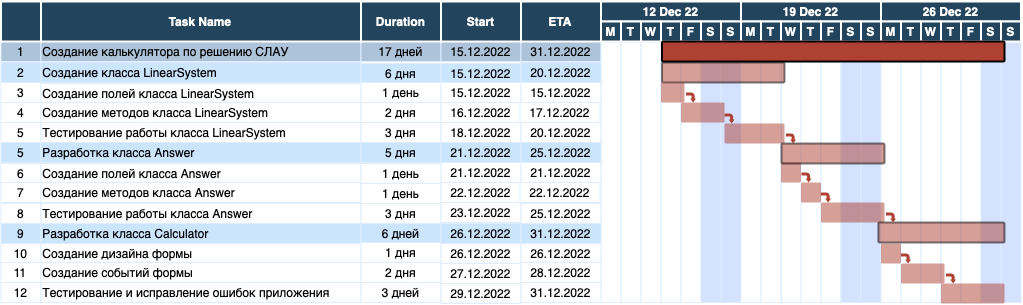 Task Name Duration Start ETA 12 Dec 22 19 Dec 22 26 Dec 22
M T W T F S S M T W T F S S M T W T F S S
1 Создание калькулятора по решению СЛАУ 17 дней 15.12.2022 31.12.2022
2 Создание класса LinearSystem 6 дня 15.12.2022 20.12.2022
3 Создание полей класса LinearSystem 1 день 15.12.2022 15.12.2022
4 Создание методов класса LinearSystem 2 дня 16.12.2022 17.12.2022
5 Тестирование работы класса LinearSystem 3 дня 18.12.2022 20.12.2022
5 Разработка класса Answer 5 дня 21.12.2022 25.12.2022
6 Создание полей класса Answer 1 день 21.12.2022 21.12.2022
7 Создание методов класса Answer 1 день 22.12.2022 22.12.2022
8 Тестирование работы класса Answer 3 дня 23.12.2022 25.12.2022
9 Разработка класса Calculator 6 дней 26.12.2022 31.12.2022
10 Создание дизайна формы 1 дня 26.12.2022 26.12.2022
11 Создание событий формы 2 дня 27.12.2022 28.12.2022
12 Тестирование и исправление ошибок приложения 3 дней 29.12.2022 31.12.2022